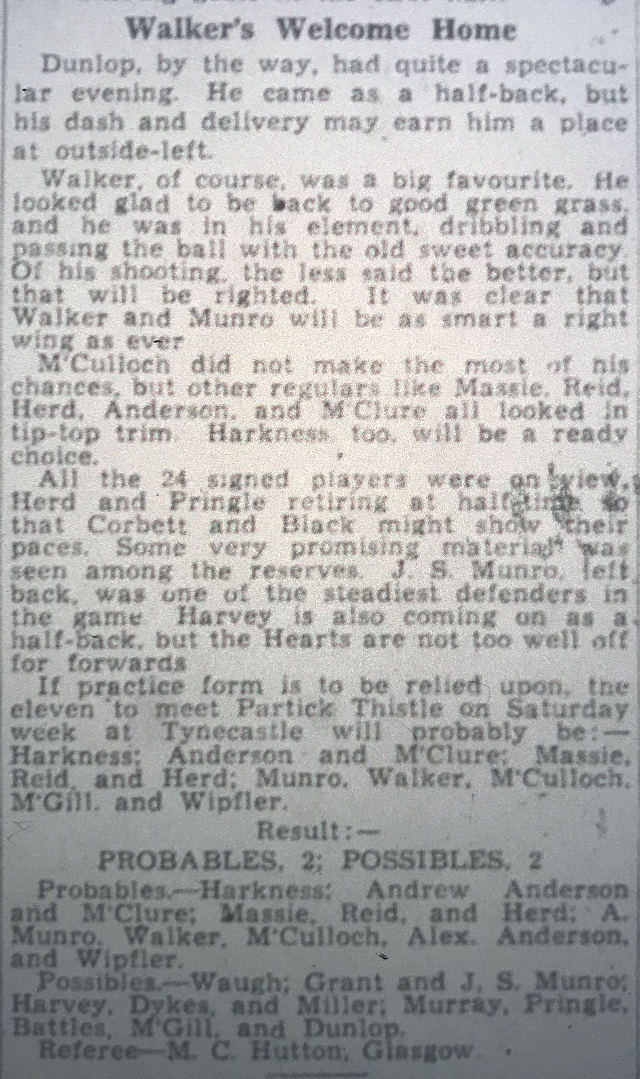 Walker's Welcome Home
Dunlop, by the way, had quite a spectacu-
lar evening. He came as a half-back, but
his dash and delivery may earn him a place
at outside-left.
Walker, of course, was a big favourite. He
looked glad to be back to good green grass,
and he was in his element, dribbling and
passing the ball with the old sweet accuracy.
Of his shooting, the less said the better, but
that will be righted. It was clear that
Walker and Munro will be as smart a right
wing as ever
M'Culloch did not make the most of his
chances, but other regulars like Massie, Reid,
Herd, Anderson, and M'Clure all looked in
tip-top trim. Harkness, too, will be a ready
choice.
All the 24 signed players were on view,
Herd and Pringle retiring at half-time so
that Corbett and Black might show their
paces. Some very promising material was
seen among the reserves. J. S. Munro, left
back, was one of the steadiest defenders in
the game Harvey is also coming on as a
half-back, but the Hearts are not too well off
for forwards
If practice form is to be relied upon, the
eleven to meet Partick Thistle on Saturday
week at Tynecastle will probably be:—
Harkness; Anderson and M'Clure; Massie,
Reid, and Herd; Munro, Walker, M'Culloch,
M'Gill, and Wipfler.
Result:—
PROBABLES, 2; POSSIBLES, 2
Probables.—Harkness; Andrew Anderson
and M'Clure; Massie, Reid, and Herd; A.
Munro, Walker, M'Culloch, Alex. Anderson,
and Wipfler.
Possibles.—Waugh; Grant and J. S. Munro;
Harvey, Dykes, and Miller; Murray, Pringle,
Battles, M'Gill, and Dunlop.
Referee—M. C. Hutton, Glasgow.